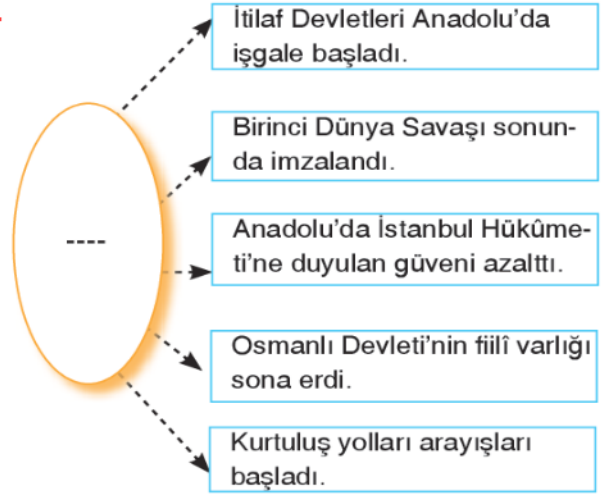 İtilaf Devletleri Anadolu’da
işgale başladı.
Birinci Dünya Savaşı sonun-
da imzalandı.
----
Anadolu’da İstanbul Hükûme-
ti’ne duyulan güveni azalttı.
Osmanlı Devleti’nin fiilî varlığı
sona erdi.
Kurtuluş yolları arayışları
başladı.